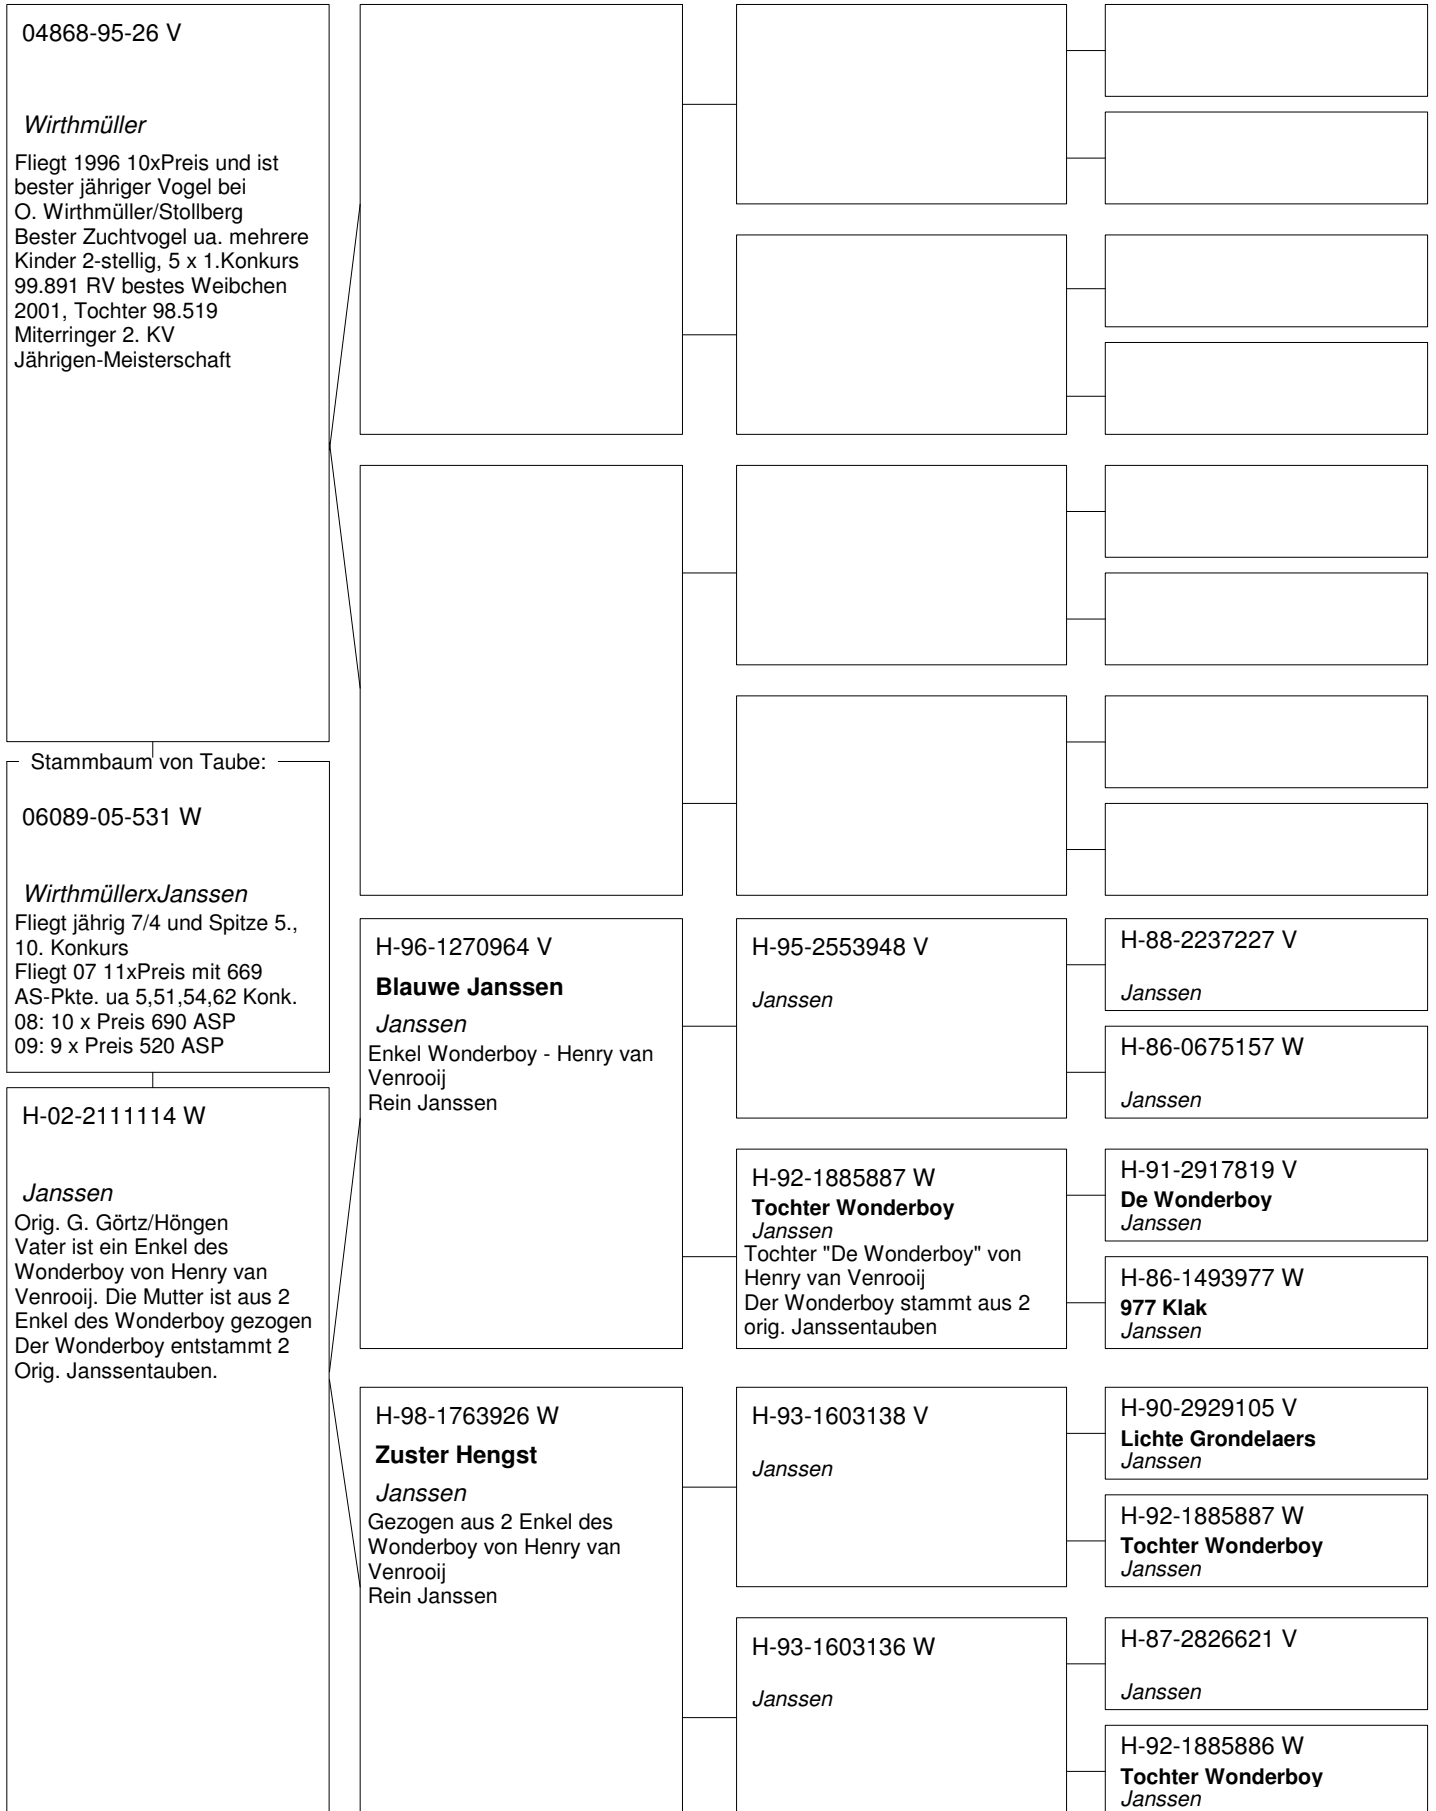 04868-95-26 V
Wirthmüller
Fliegt 1996 10xPreis und ist
bester jähriger Vogel bei
O. Wirthmüller/Stollberg
Bester Zuchtvogel ua. mehrere
Kinder 2-stellig, 5 x 1.Konkurs
99.891 RV bestes Weibchen
2001, Tochter 98.519
Miterringer 2. KV
Jährigen-Meisterschaft
Stammbaum von Taube:
06089-05-531 W
WirthmüllerxJanssen
Fliegt jährig 7/4 und Spitze 5.,
10. Konkurs
Fliegt 07 11xPreis mit 669
AS-Pkte. ua 5,51,54,62 Konk.
08: 10 x Preis 690 ASP
09: 9 x Preis 520 ASP
H-02-2111114 W
Janssen
Orig. G. Görtz/Höngen
Vater ist ein Enkel des
Wonderboy von Henry van
Venrooij. Die Mutter ist aus 2
Enkel des Wonderboy gezogen
Der Wonderboy entstammt 2
Orig. Janssentauben.
H-96-1270964 V
Blauwe Janssen
Janssen
Enkel Wonderboy - Henry van
Venrooij
Rein Janssen
H-98-1763926 W
Zuster Hengst
Janssen
Gezogen aus 2 Enkel des
Wonderboy von Henry van
Venrooij
Rein Janssen
H-95-2553948 V
Janssen
H-92-1885887 W
Tochter Wonderboy
Janssen
Tochter "De Wonderboy" von
Henry van Venrooij
Der Wonderboy stammt aus 2
orig. Janssentauben
H-93-1603138 V
Janssen
H-93-1603136 W
Janssen
H-88-2237227 V
Janssen
H-86-0675157 W
Janssen
H-91-2917819 V
De Wonderboy
Janssen
H-86-1493977 W
977 Klak
Janssen
H-90-2929105 V
Lichte Grondelaers
Janssen
H-92-1885887 W
Tochter Wonderboy
Janssen
H-87-2826621 V
Janssen
H-92-1885886 W
Tochter Wonderboy
Janssen